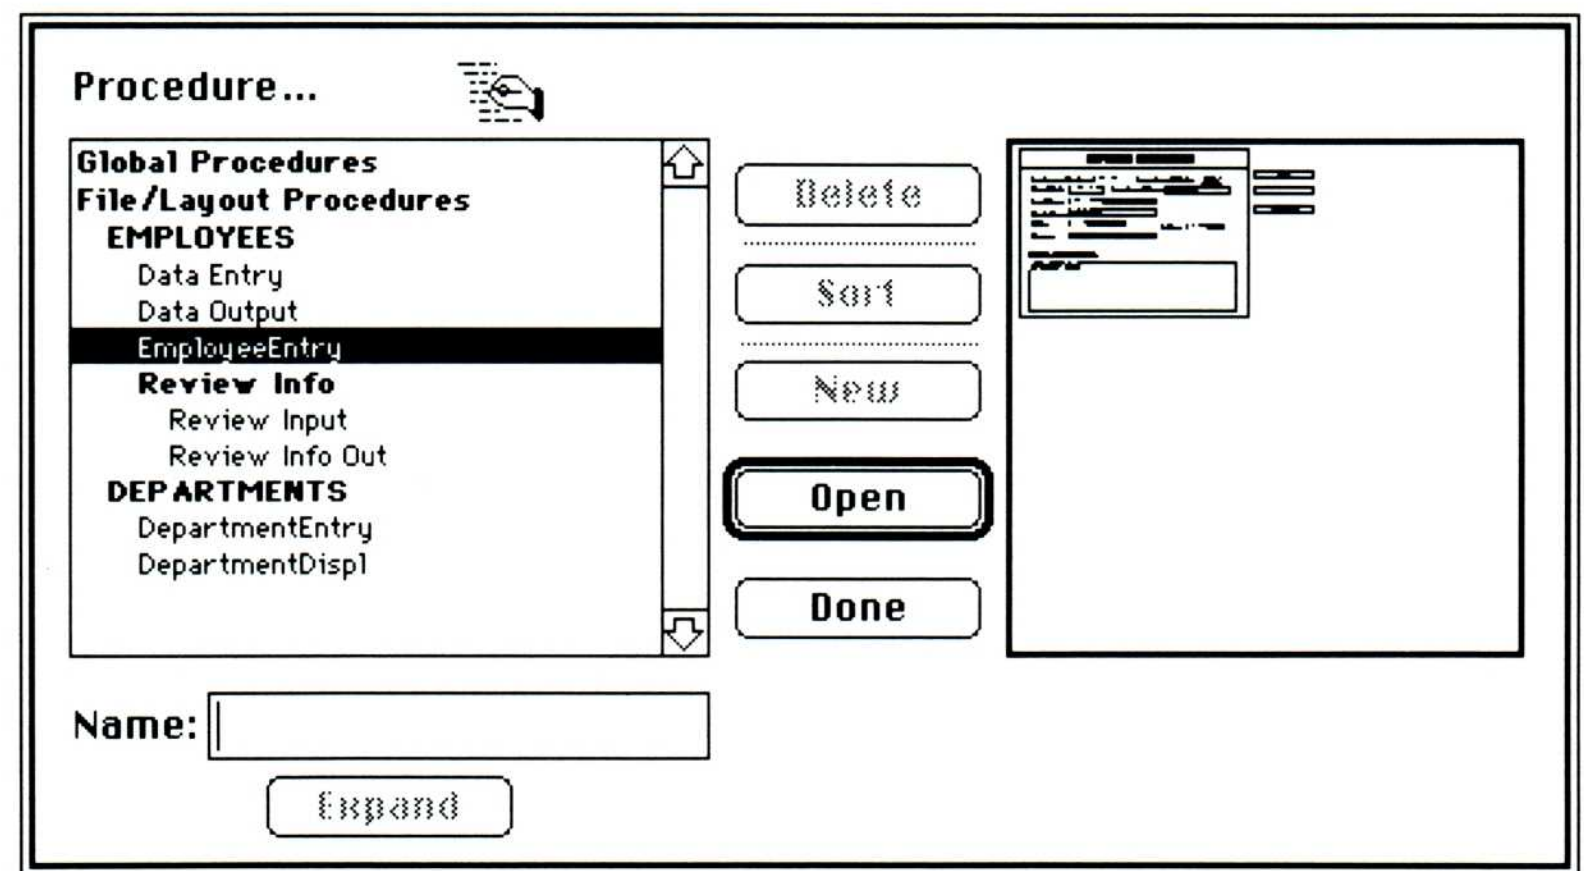 Procedure...
Global Procedures
File/Layout Procedures
EMPLOYEES
Data Entry
Data Output
EmployeeEntry
Review Info
Review Input
Review Info Out
DEPARTMENTS
DepartmentEntry
DepartmentDispl
Delete
Sort
New
Open
Done
Name:
Expand